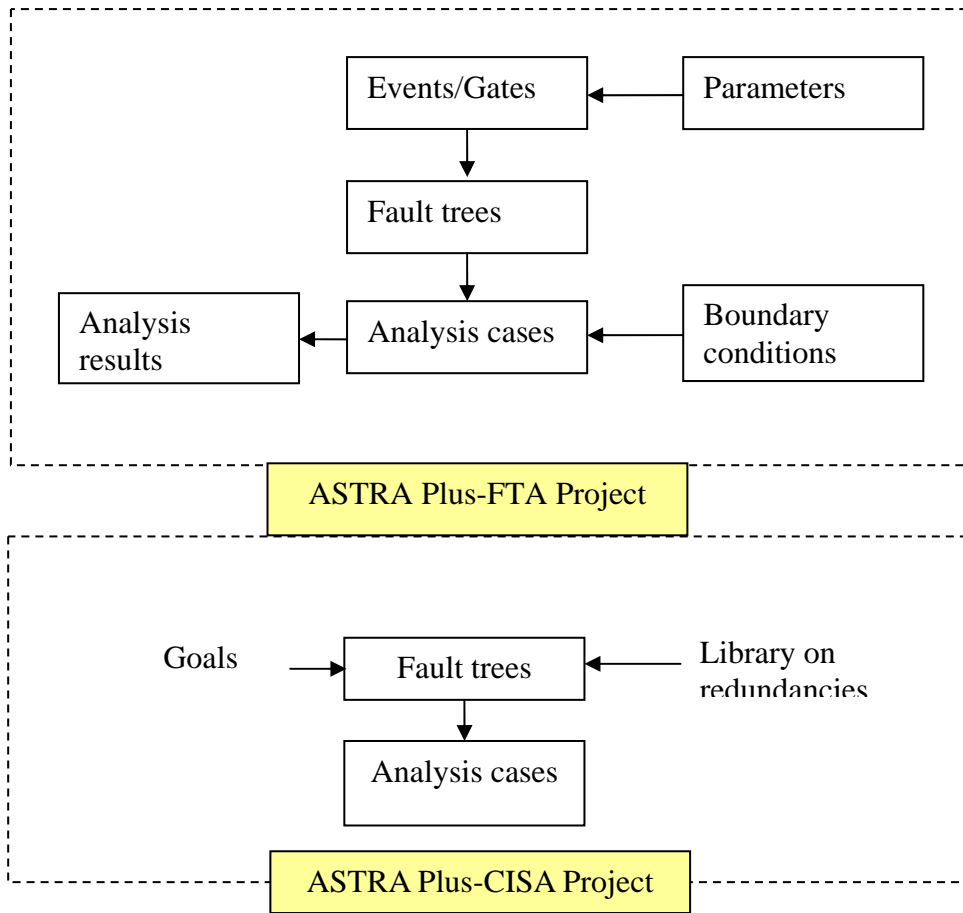 Events/Gates
Parameters
Fault trees
Analysis
results
Analysis cases
Boundary
conditions
ASTRA Plus-FTA Project
Goals
Fault trees
Library on
redundancies
Analysis cases
ASTRA Plus-CISA Project